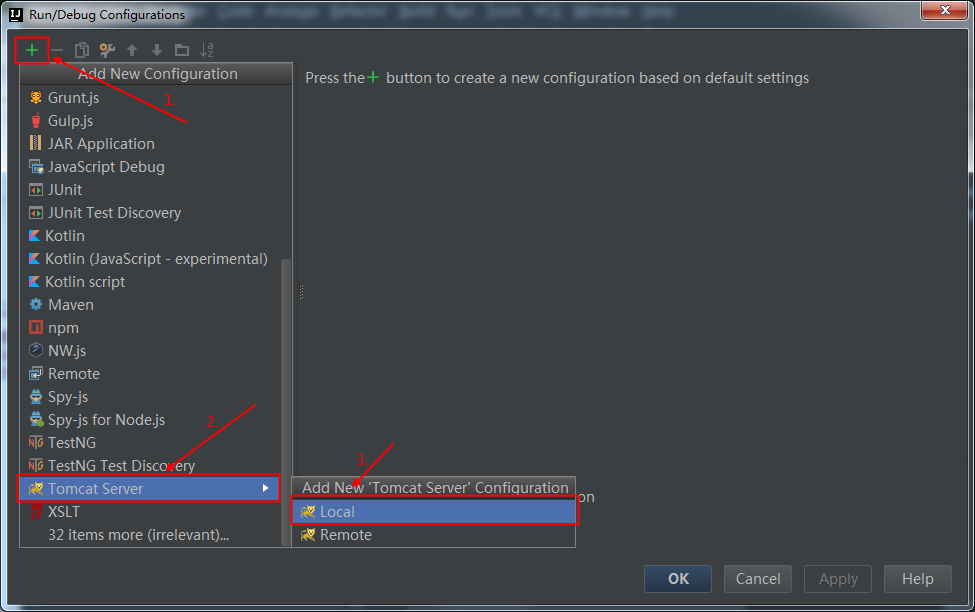 Run/Debug Configurations
Add New Configuration
Press the + button to create a new configuration based on default settings
1.
Grunt.js
Gulp.js
JAR Application
JavaScript Debug
JUnit
JUnit Test Discovery
Kotlin
Kotlin (JavaScript - experimental)
Kotlin script
Maven
npm
NW.js
Remote
Spy-js
Spy-js for Node.js
2.
TestNG
TestNG Test Discovery
3.
Tomcat Server
Add New 'Tomcat Server' Configuration
on
XSLT
Local
32 items more (irrelevant)...
Remote
OK
Cancel
Apply
Help